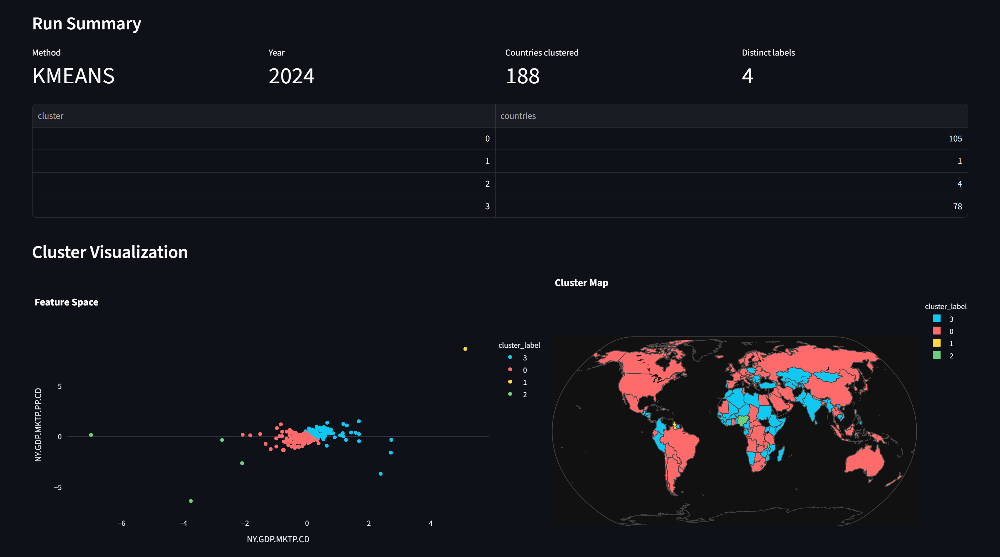 Run Summary
Method
Year
Countries clustered
Distinct labels
KMEANS
2024
188
4
cluster
countries
0
105
1
1
2
4
3
78
Cluster Visualization
Feature Space
cluster_label
3
0
1
2
NY.GDP.MKTP.PP.CD
5
0
−5
−6
−4
−2
0
2
4
NY.GDP.MKTP.CD
Cluster Map
cluster_label
3
0
1
2